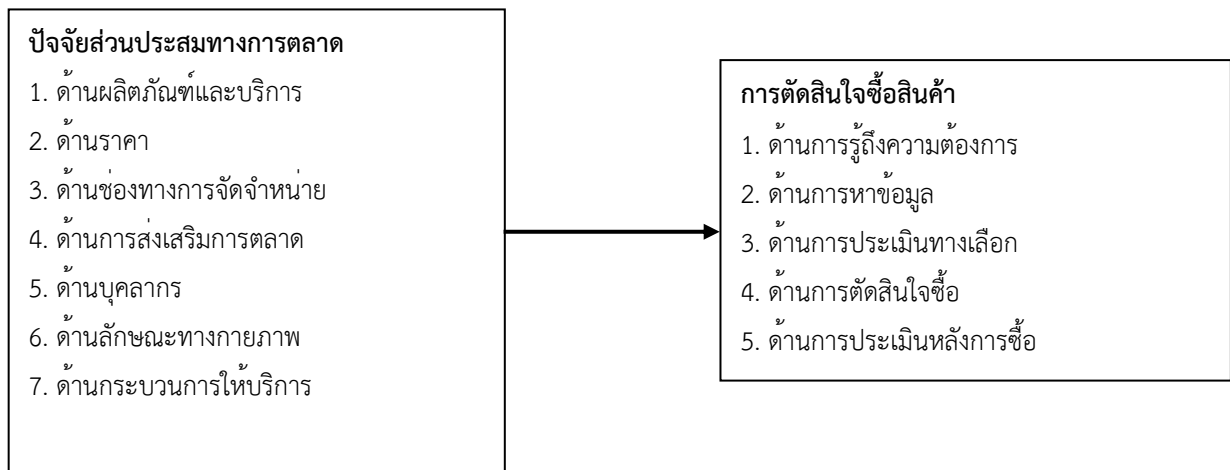 ปัจจัยส่วนประสมทางการตลาด
1. ด้านผลิตภัณฑ์และบริการ
2. ด้านราคา
3. ด้านช่องทางการจัดจำหน่าย
4. ด้านการส่งเสริมการตลาด
5. ด้านบุคลากร
6. ด้านลักษณะทางกายภาพ
7. ด้านกระบวนการให้บริการ
การตัดสินใจซื้อสินค้า
1. ด้านการรู้ถึงความต้องการ
2. ด้านการหาข้อมูล
3. ด้านการประเมินทางเลือก
4. ด้านการตัดสินใจซื้อ
5. ด้านการประเมินหลังการซื้อ